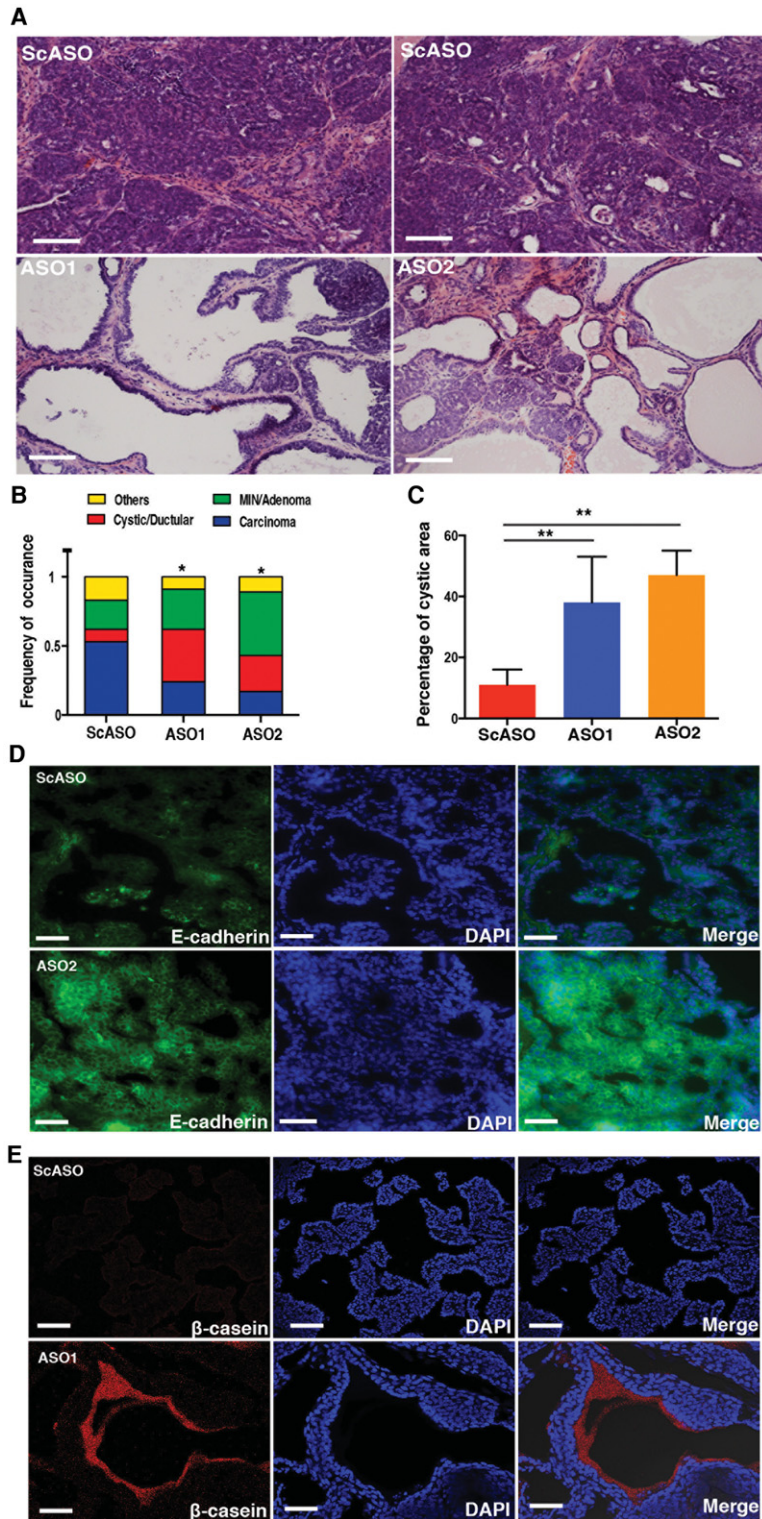 A
ScASO
ScASO
ASO1
ASO2
B
Others
MIN/Adenoma
Cystic/Ductular
Carcinoma
Frequency of occurance
1
0.5
0
*
*
ScASO
ASO1
ASO2
C
Percentage of cystic area
60
40
20
0
**
**
ScASO
ASO1
ASO2
D
ScASO
E-cadherin
DAPI
Merge
ASO2
E-cadherin
DAPI
Merge
E
ScASO
β-casein
DAPI
Merge
ASO1
β-casein
DAPI
Merge